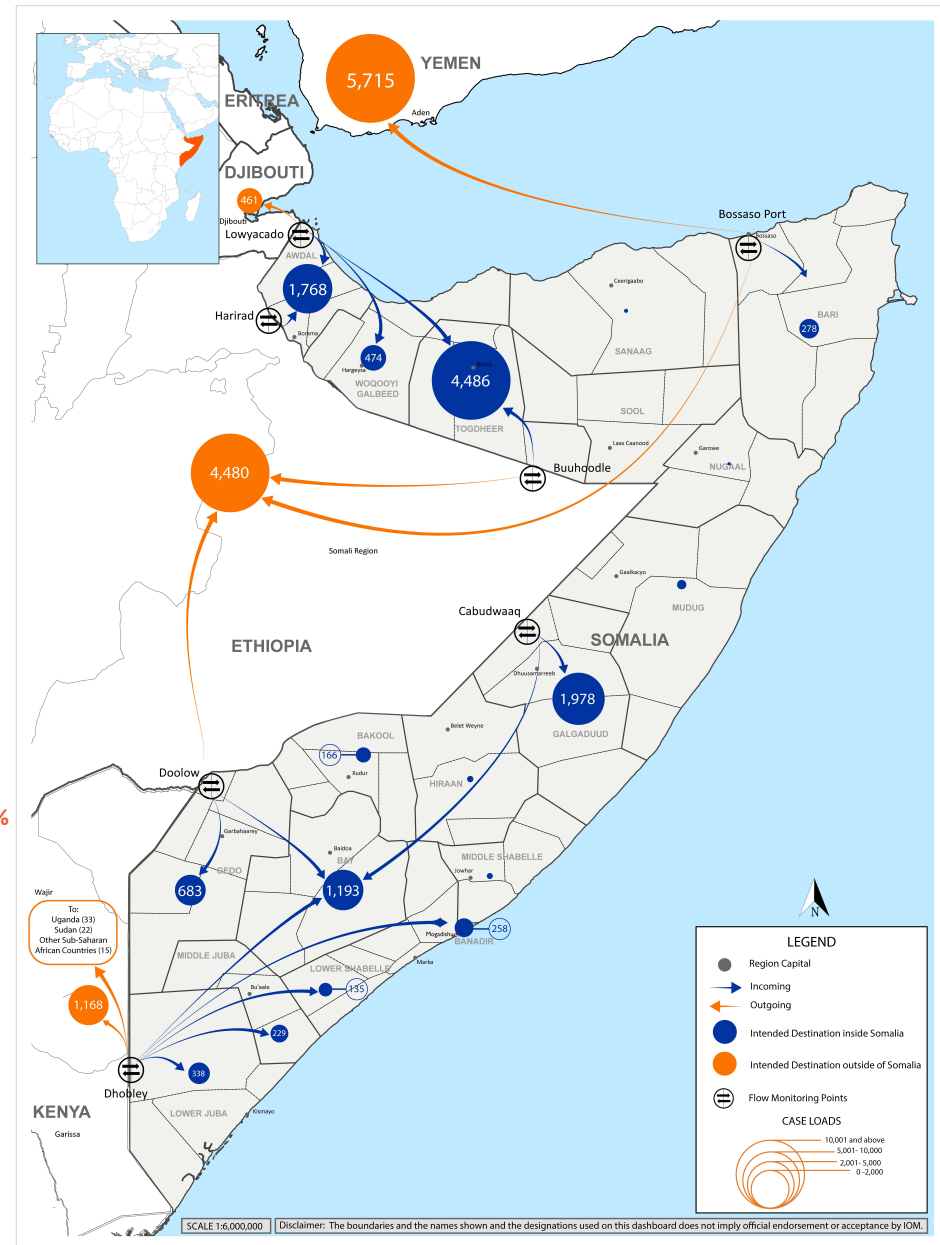 YEMEN
5,715
Aden
ERITREA
DJIBOUTI
461
Djibouti
Lowyacado
Bossaso Port
Bossaso
AWDAL
1,768
Harirad
Borama
Ceerigaabo
BARI
278
474
Hargeysa
SANAAG
WOQOOYI
GALBEED
4,486
TOGDHEER
SOOL
Laas Caanood
Garowe
NUGAAL
Buuhoodle
4,480
Somali Region
Gaalkacyo
MUDUG
Cabudwaaq
ETHIOPIA
SOMALIA
Dhuusamarreeb
1,978
GALGADUUD
Belet Weyne
BAKOOL
166
Xudur
HIRAAN
Doolow
%
Garbahaarey
Baidoa
BAY
GEDO
MIDDLE SHABELLE
Jowhar
683
1,193
Wajir
To:
Uganda (33)
Sudan (22)
Other Sub-Saharan
African Countries (15)
Mogadishu
258
BANADIR
MIDDLE JUBA
LOWER SHABELLE
Marka
Bu'aale
135
1,168
229
338
Dhobley
LOWER JUBA
Kismayo
KENYA
Garissa
N
LEGEND
Region Capital
Incoming
Outgoing
Intended Destination inside Somalia
Intended Destination outside of Somalia
Flow Monitoring Points
CASE LOADS
10,001 and above
5,001- 10,000
2,001- 5,000
0 -2,000
SCALE 1:6,000,000
Disclaimer: The boundaries and the names shown and the designations used on this dashboard does not imply official endorsement or acceptance by IOM.